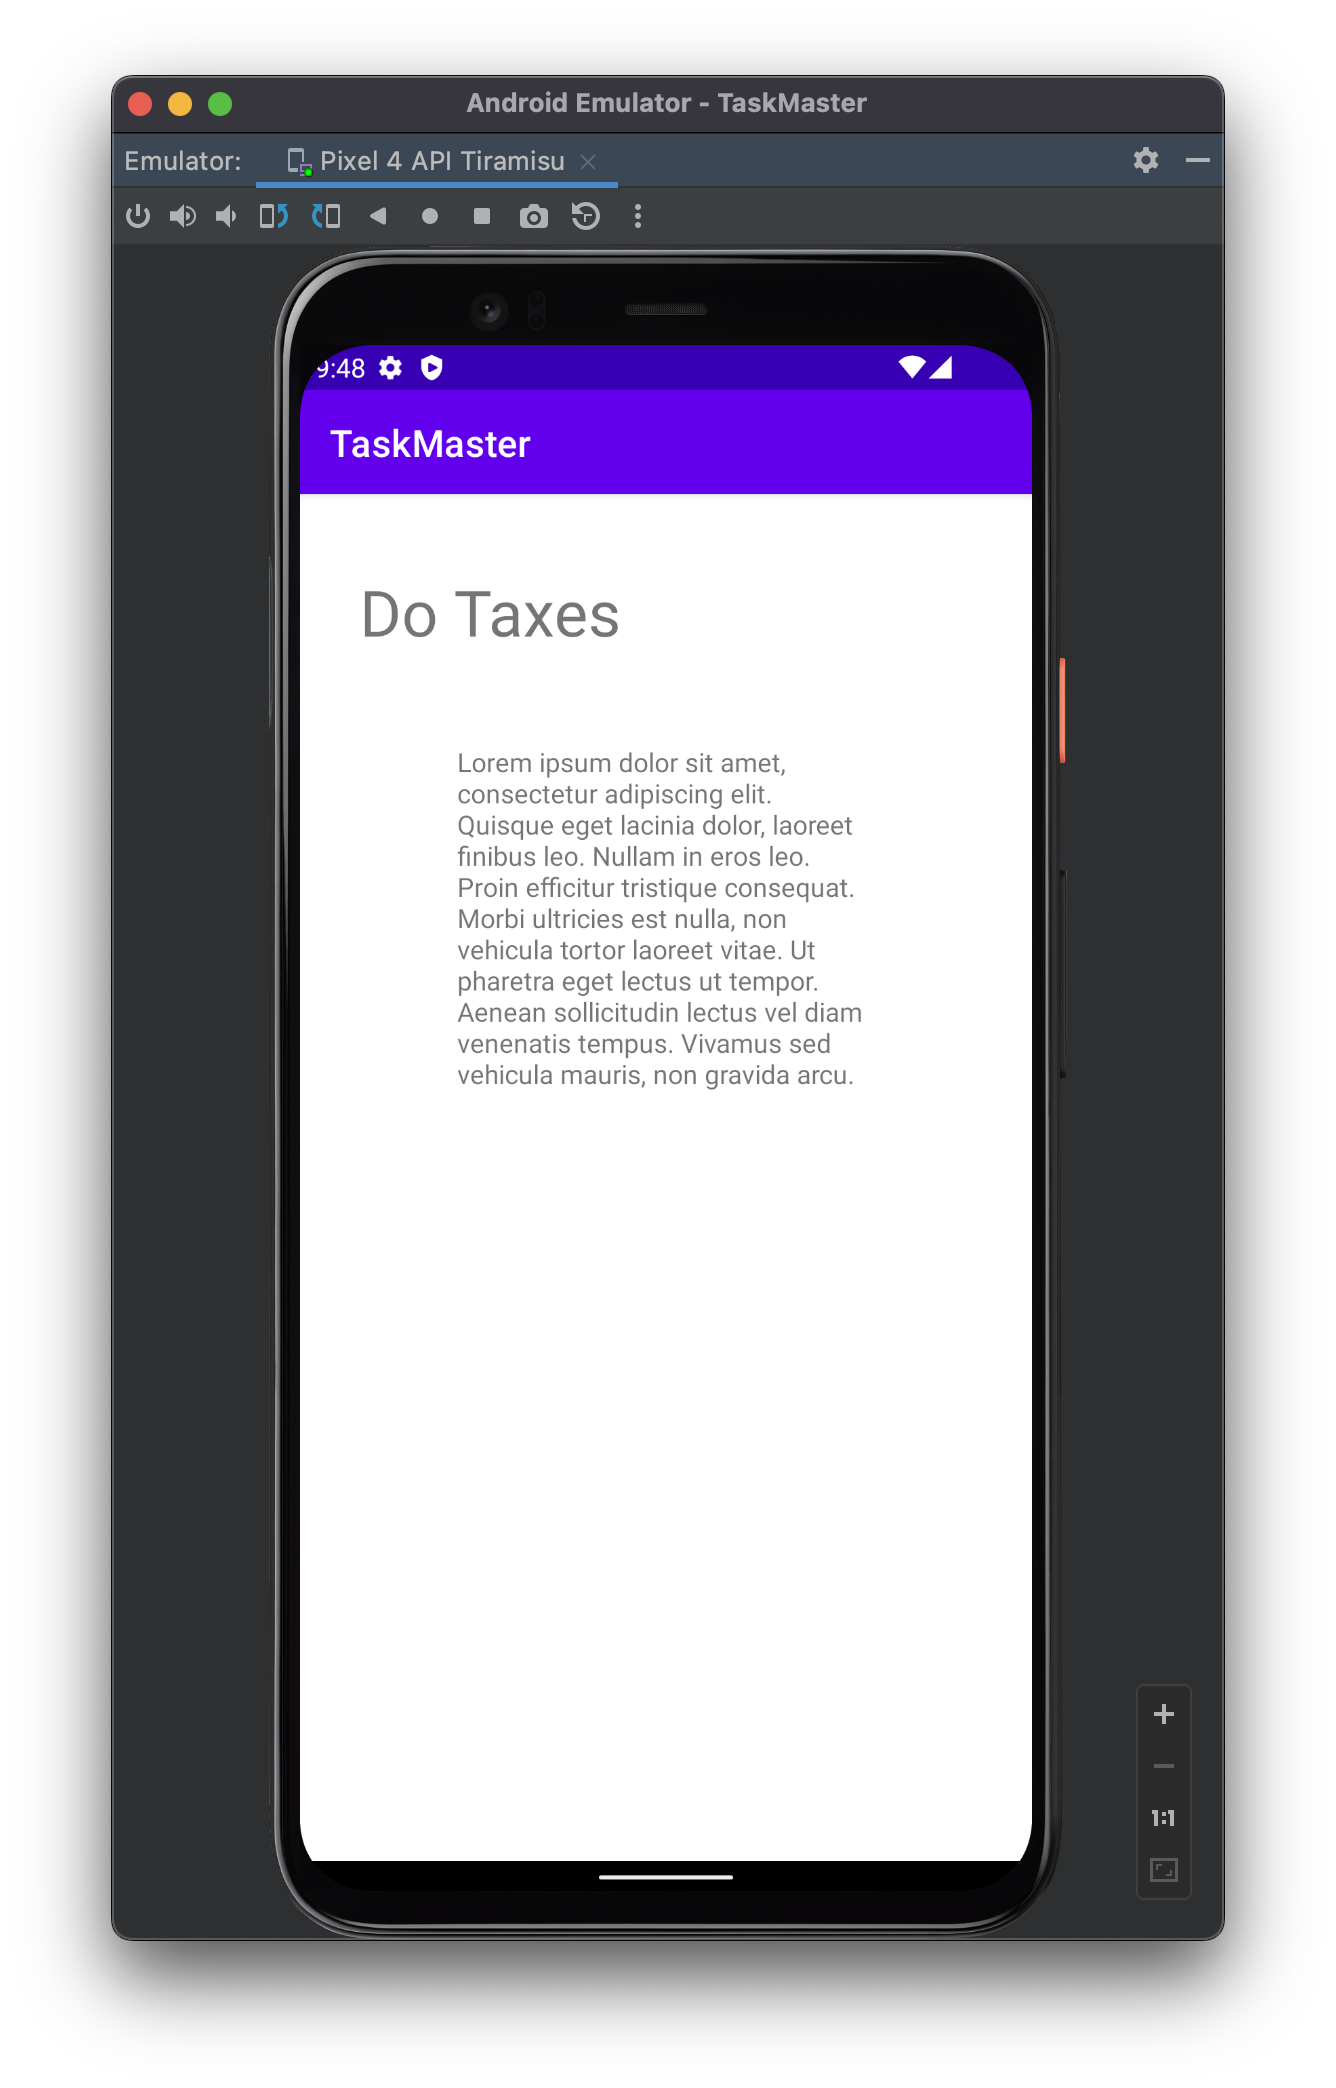 Android Emulator - TaskMaster
Emulator: Pixel 4 API Tiramisu
9:48
TaskMaster
Do Taxes
Lorem ipsum dolor sit amet,
consectetur adipiscing elit.
Quisque eget lacinia dolor, laoreet
finibus leo. Nullam in eros leo.
Proin efficitur tristique consequat.
Morbi ultricies est nulla, non
vehicula tortor laoreet vitae. Ut
pharetra eget lectus ut tempor.
Aenean sollicitudin lectus vel diam
venenatis tempus. Vivamus sed
vehicula mauris, non gravida arcu.
1:1